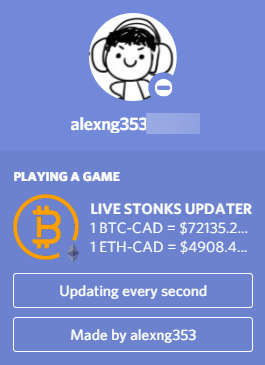 alexng353
PLAYING A GAME
LIVE STONKS UPDATER
1 BTC-CAD = $72135.2...
1 ETH-CAD = $4908.4...
Updating every second
Made by alexng353